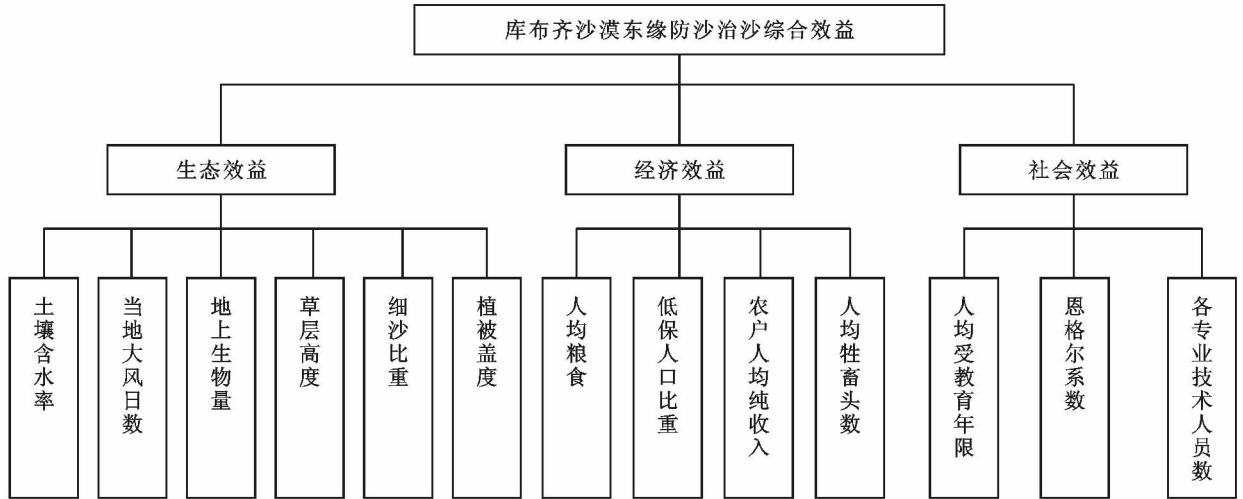 库布齐沙漠东缘防沙治沙综合效益
生态效益
经济效益
社会效益
土壤含水率
当地大风日数
地上生物量
草层高度
细沙比重
植被盖度
人均粮食
低保人口比重
农户人均纯收入
人均牲畜头数
人均受教育年限
恩格尔系数
各专业技术人员数